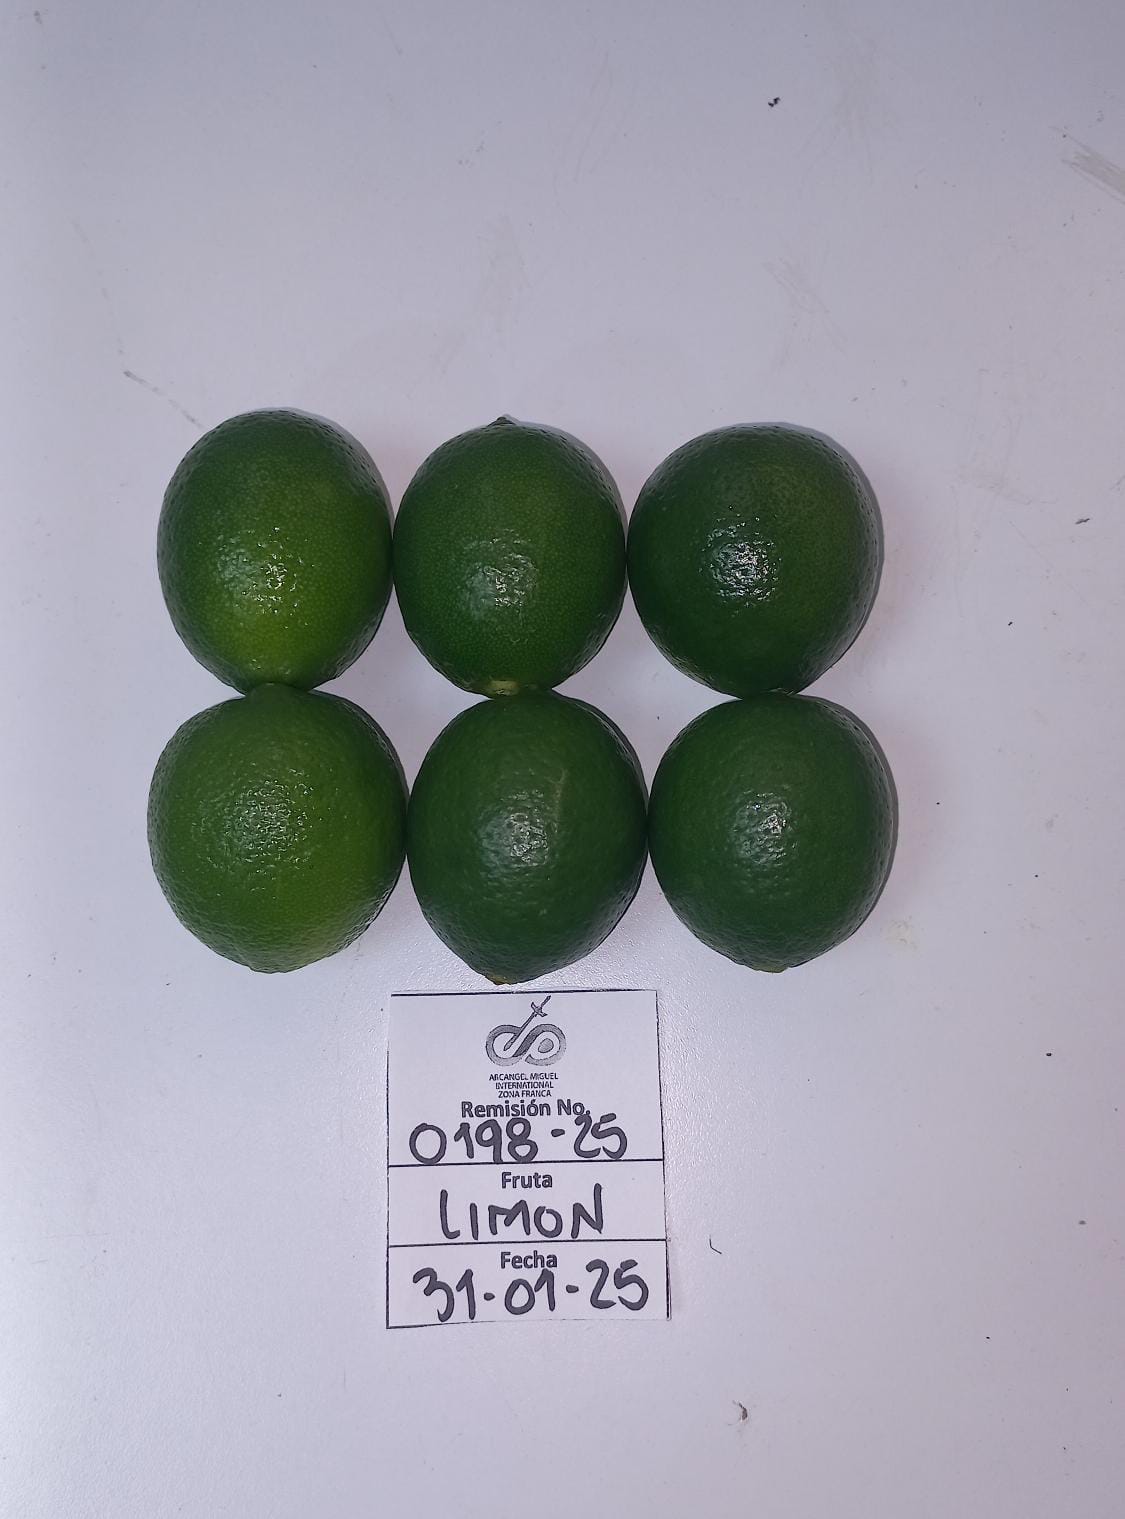 ARCANGEL MIGUEL
INTERNATIONAL
ZONA FRANCA
Remisión No.
0198-25
Fruta
LIMON
Fecha
31-01-25